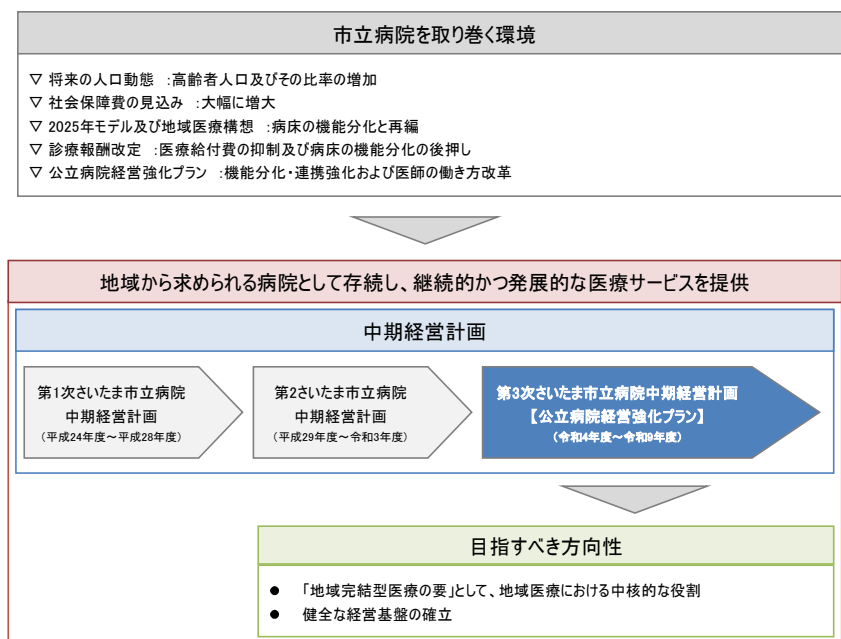 市立病院を取り巻く環境
▽ 将来の人口動態 ：高齢者人口及びその比率の増加
▽ 社会保障費の見込み ：大幅に増大
▽ 2025年モデル及び地域医療構想 ：病床の機能分化と再編
▽ 診療報酬改定 ：医療給付費の抑制及び病床の機能分化の後押し
▽ 公立病院経営強化プラン ：機能分化・連携強化および医師の働き方改革
地域から求められる病院として存続し、継続的かつ発展的な医療サービスを提供
中期経営計画
第1次さいたま市立病院
中期経営計画
（平成24年度～平成28年度）
第2さいたま市立病院
中期経営計画
（平成29年度～令和3年度）
第3次さいたま市立病院中期経営計画
【公立病院経営強化プラン】
（令和4年度～令和9年度）
目指すべき方向性
● 「地域完結型医療の要」として、地域医療における中核的な役割
● 健全な経営基盤の確立